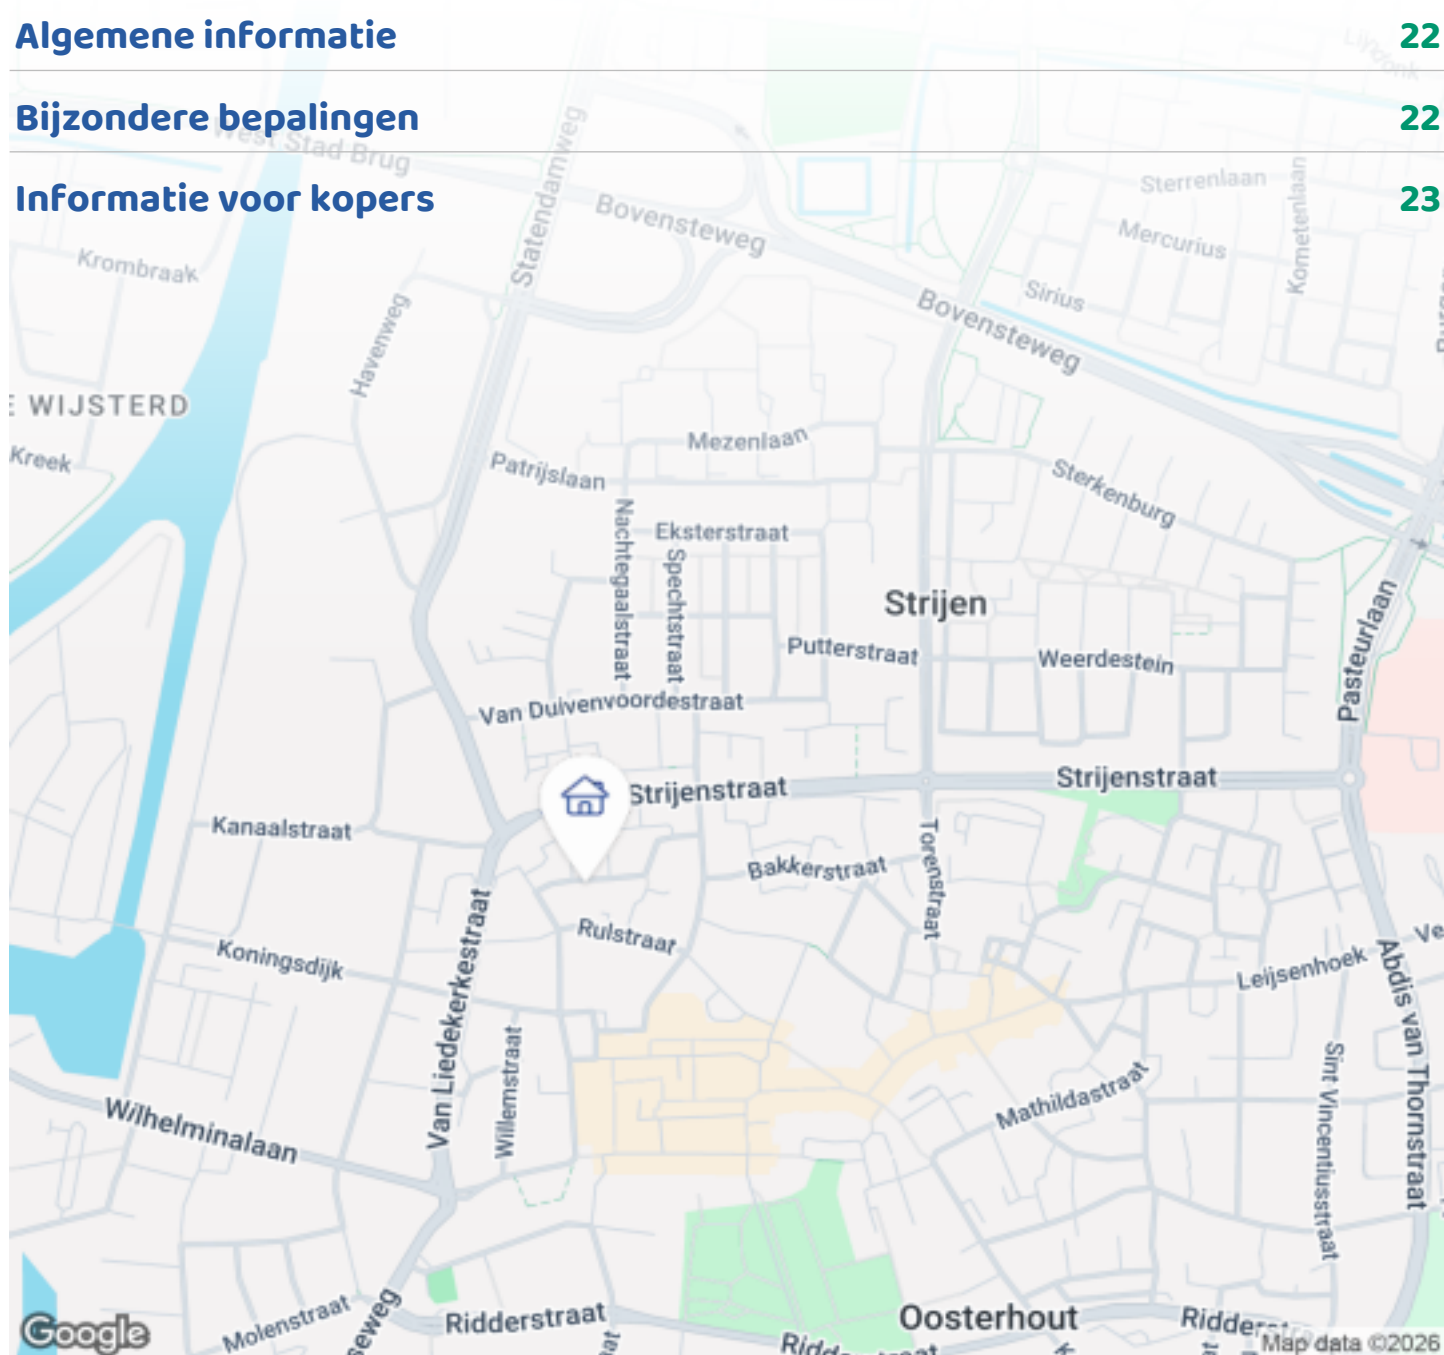 Algemene informatie 22
Bijzondere bepalingen 22
Informatie voor kopers 23
West Stad Brug
Statendamweg
Bovensteweg
Sterrenlaan
Kometenlaan
Mercurius
Sirius
Krombraak
Havenweg
Bovensteweg
E WIJSTERD
Kreek
Mezenlaan
Patrijslaan
Sterkenburg
Nachtegaalstraat
Eksterstraat
Spechtstraat
Strijen
Putterstraat
Weerdestein
Pasteurlaan
Van Duivenvoordestraat
Strijenstraat
Strijenstraat
Kanaalstraat
Bakkerstraat
Torenstraat
Rulstraat
Koningsdijk
Van Liedekerkestraat
Leijsenhoek
Ve
Abdis van Thornstraat
Willemstraat
Sint Vincentiusstraat
Mathildastraat
Wilhelminalaan
Molenstraat
seweg
Ridderstraat
Oosterhout
Google
Map data ©2026